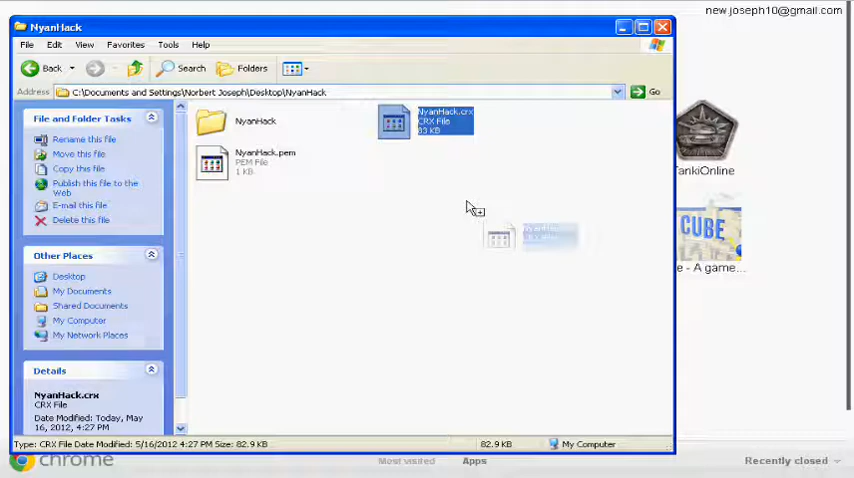 new.joseph10@gmail.com
NyanHack
File Edit View Favorites Tools Help
Back Search Folders
Address C:\Documents and Settings\Norbert Joseph\Desktop\NyanHack Go
File and Folder Tasks
Rename this file
Move this file
Copy this file
Publish this file to the
Web
E-mail this file
Delete this file
Other Places
Desktop
My Documents
Shared Documents
My Computer
My Network Places
Details
NyanHack.crx
CRX File
Date Modified: Today, May
16, 2012, 4:27 PM
NyanHack
NyanHack.crx
CRX File
83 KB
NyanHack.pem
PEM File
1 KB
TankiOnline
CUBE
e - A game...
Type: CRX File Date Modified: 5/16/2012 4:27 PM Size: 82.9 KB
82.9 KB
My Computer
chrome
Most visited
Apps
Recently closed